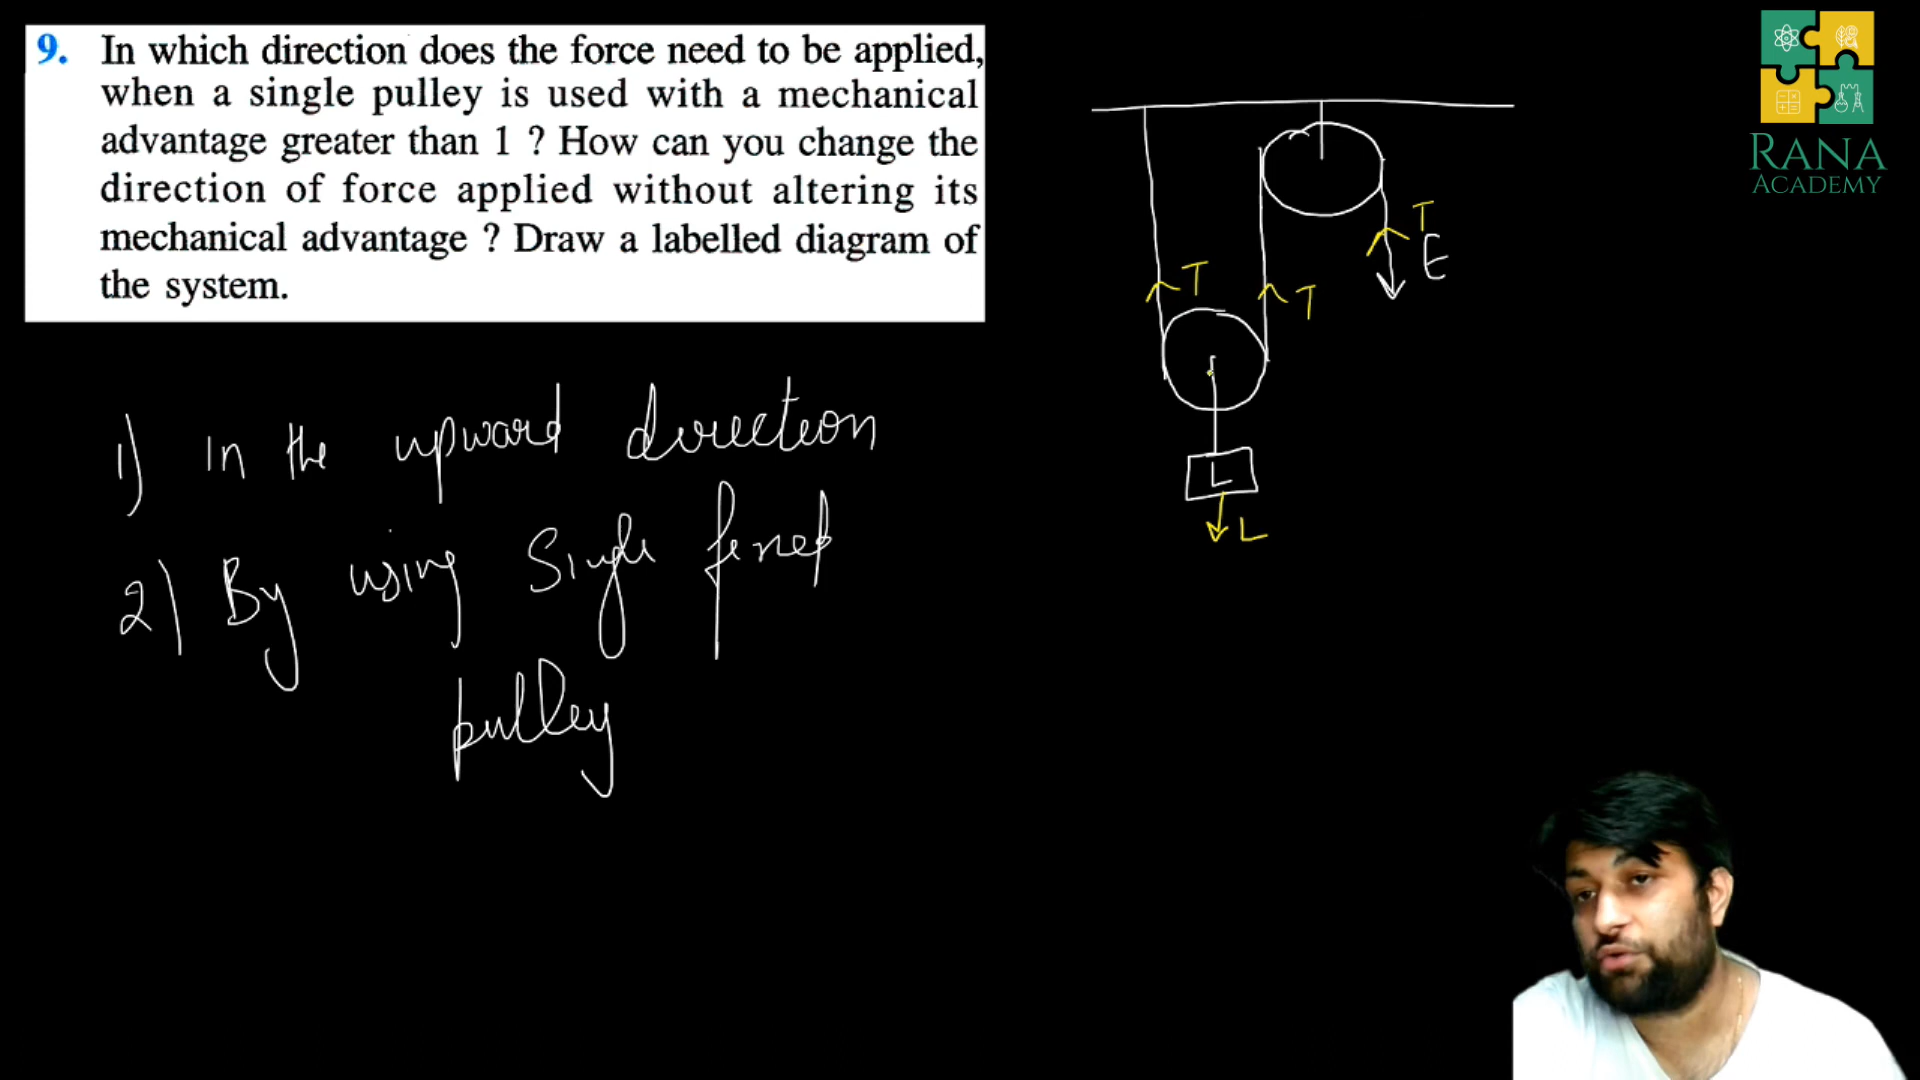 9. In which direction does the force need to be applied,
when a single pulley is used with a mechanical
advantage greater than 1 ? How can you change the
direction of force applied without altering its
mechanical advantage ? Draw a labelled diagram of
the system.
1) In the upward direction
2) By using Single fixed
pulley
T
E
T
T
L
L
RANA
ACADEMY